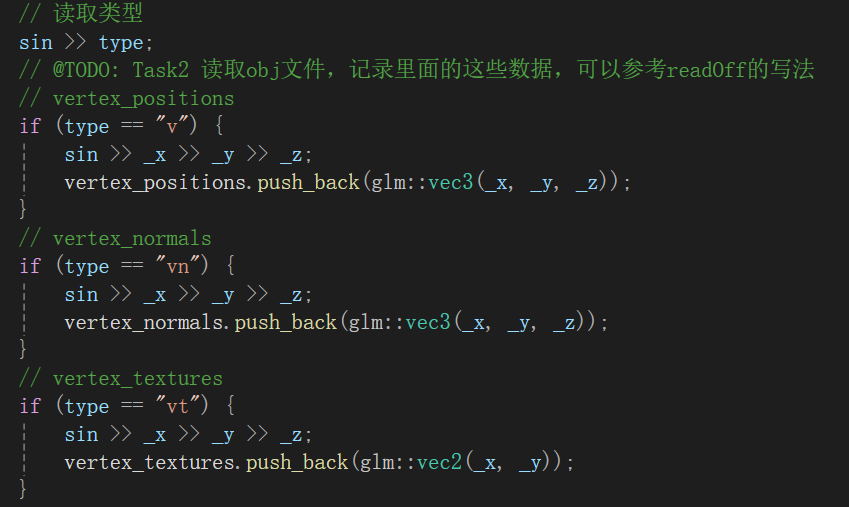 // 读取类型
sin >> type;
// @TODO: Task2 读取obj文件，记录里面的这些数据，可以参考readOff的写法
// vertex_positions
if (type == "v") {
    sin >> _x >> _y >> _z;
    vertex_positions.push_back(glm::vec3(_x, _y, _z));
}
// vertex_normals
if (type == "vn") {
    sin >> _x >> _y >> _z;
    vertex_normals.push_back(glm::vec3(_x, _y, _z));
}
// vertex_textures
if (type == "vt") {
    sin >> _x >> _y >> _z;
    vertex_textures.push_back(glm::vec2(_x, _y));
}